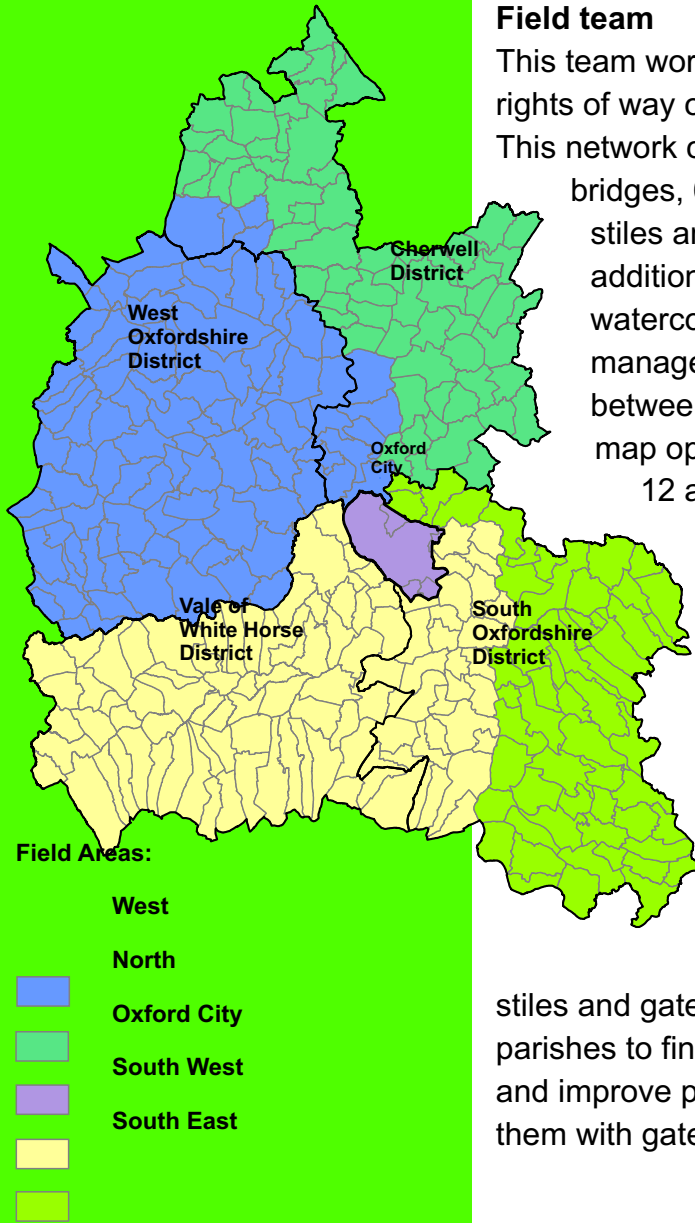 Field team
This team wor
rights of way o
This network o
bridges,
stiles an
addition
waterco
manage
betwee
map op
12 a
Cherwell
District
West
Oxfordshire
District
Oxford
City
Vale of
White Horse
District
South
Oxfordshire
District
Field Areas:
West
North
Oxford City
South West
South East
stiles and gate
parishes to fin
and improve p
them with gate